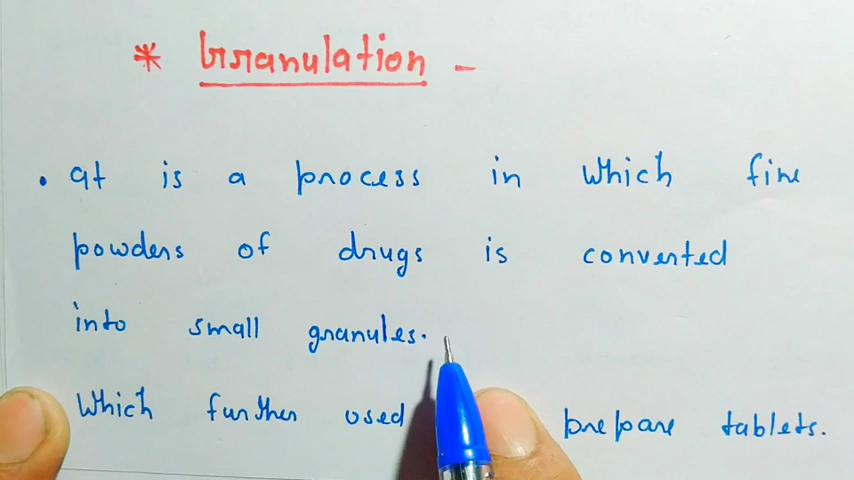 * Granulation -
• It is a process in which fine
powders of drugs is converted
into small granules.
Which further used prepare tablets.